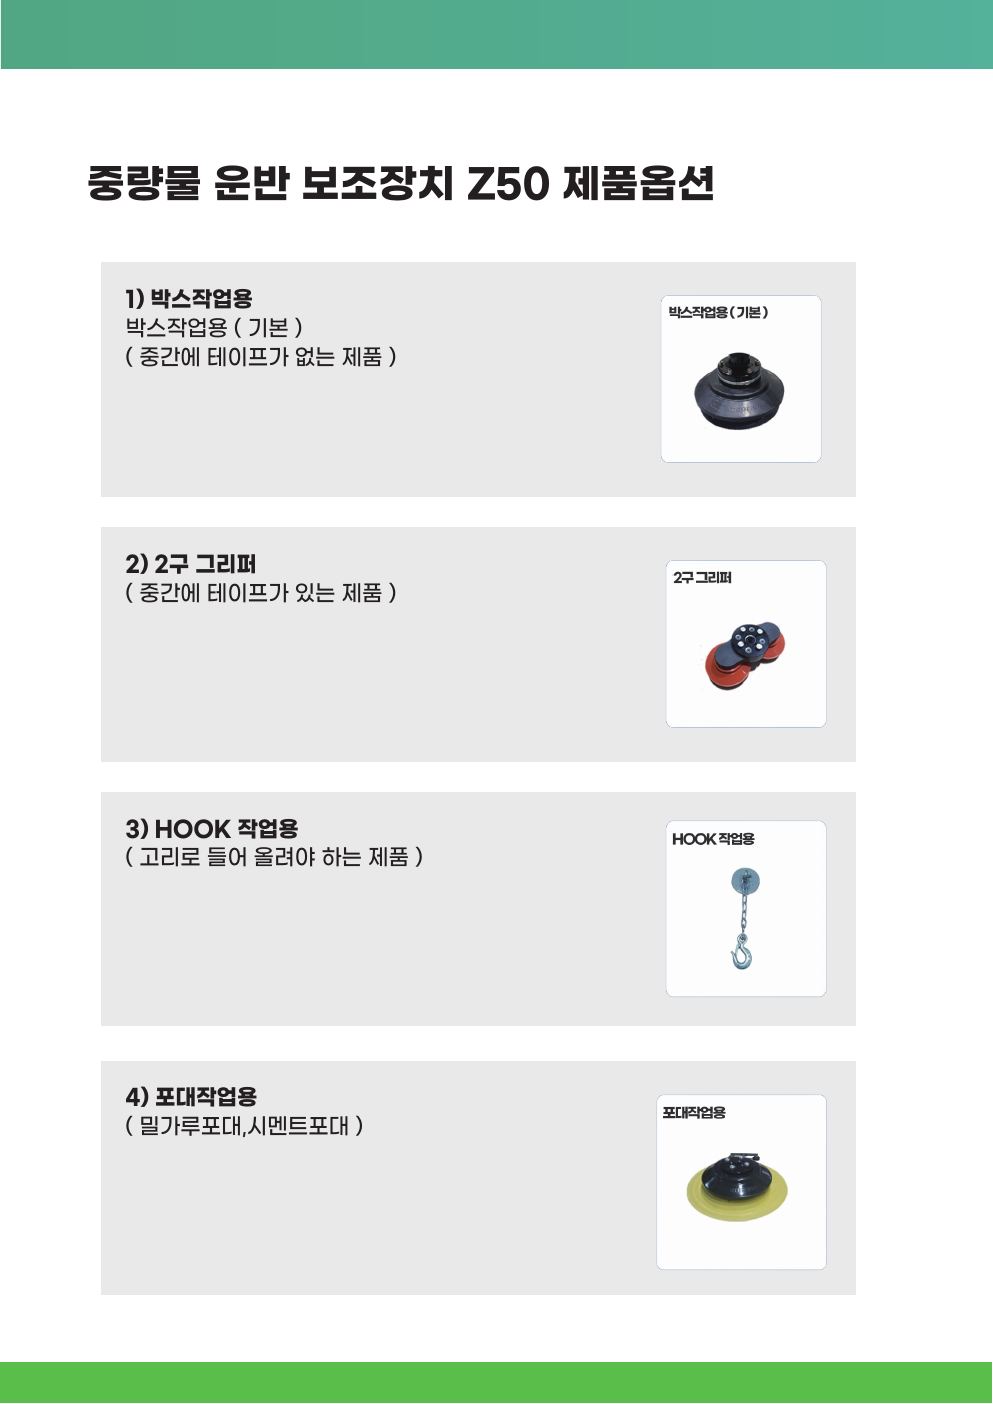 중량물 운반 보조장치 Z50 제품옵션
1) 박스작업용
박스작업용 ( 기본 )
( 중간에 테이프가 없는 제품 )
박스작업용 ( 기본 )
2) 2구 그리퍼
( 중간에 테이프가 있는 제품 )
2구 그리퍼
3) HOOK 작업용
( 고리로 들어 올려야 하는 제품 )
HOOK 작업용
4) 포대작업용
( 밀가루포대,시멘트포대 )
포대작업용